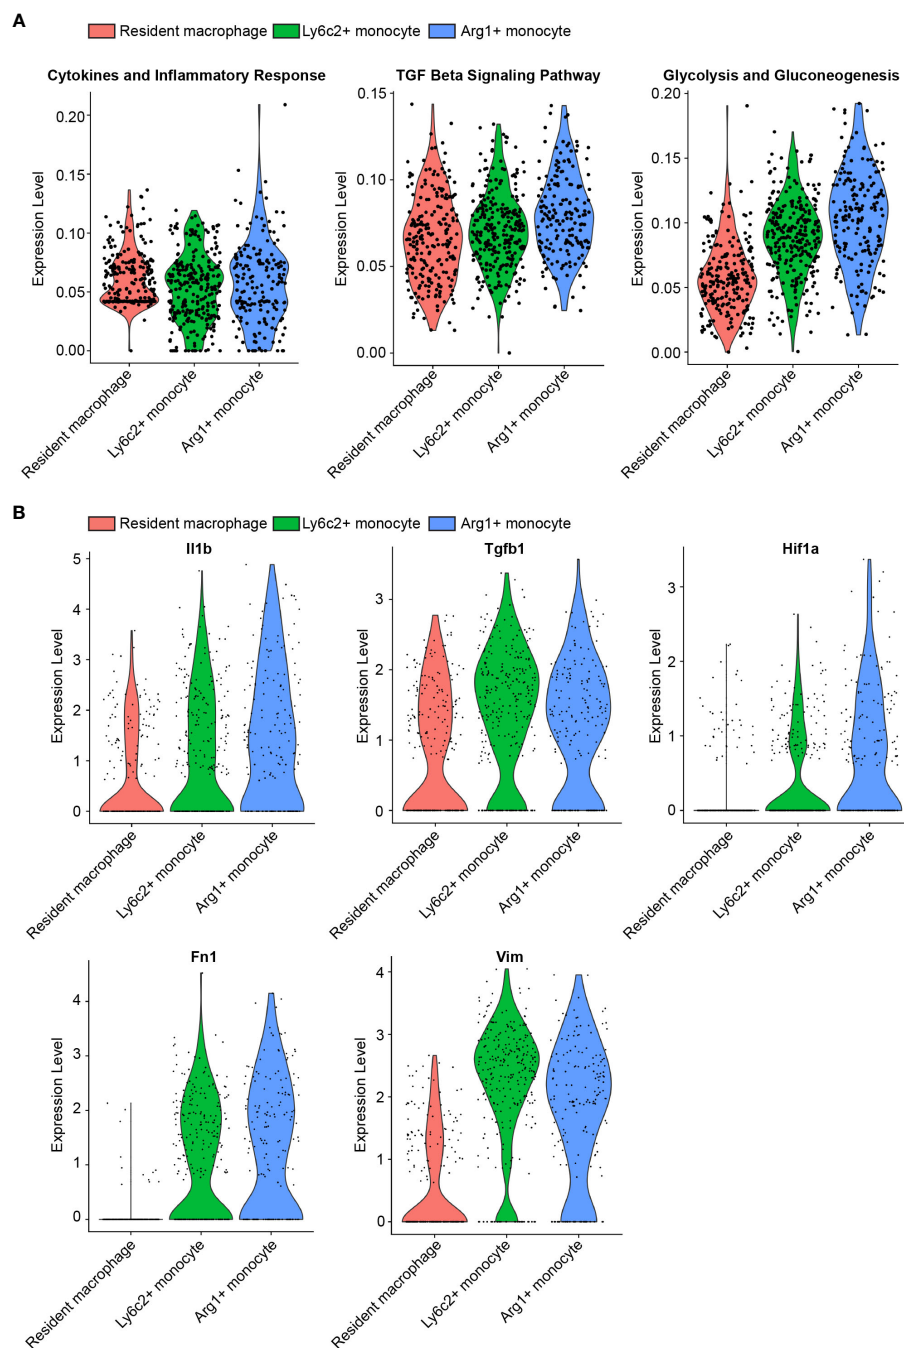 A
Resident macrophage Ly6c2+ monocyte Arg1+ monocyte
Cytokines and Inflammatory Response
Expression Level
0.20
0.15
0.10
0.05
0.00
Resident macrophage
Ly6c2+ monocyte
Arg1+ monocyte
TGF Beta Signaling Pathway
Expression Level
0.15
0.10
0.05
0.00
Resident macrophage
Ly6c2+ monocyte
Arg1+ monocyte
Glycolysis and Gluconeogenesis
Expression Level
0.20
0.15
0.10
0.05
0.00
Resident macrophage
Ly6c2+ monocyte
Arg1+ monocyte
B
Resident macrophage Ly6c2+ monocyte Arg1+ monocyte
Il1b
Expression Level
5
4
3
2
1
0
Resident macrophage
Ly6c2+ monocyte
Arg1+ monocyte
Tgfb1
Expression Level
3
2
1
0
Resident macrophage
Ly6c2+ monocyte
Arg1+ monocyte
Hif1a
Expression Level
3
2
1
0
Resident macrophage
Ly6c2+ monocyte
Arg1+ monocyte
Fn1
Expression Level
4
3
2
1
0
Resident macrophage
Ly6c2+ monocyte
Arg1+ monocyte
Vim
Expression Level
4
3
2
1
0
Resident macrophage
Ly6c2+ monocyte
Arg1+ monocyte